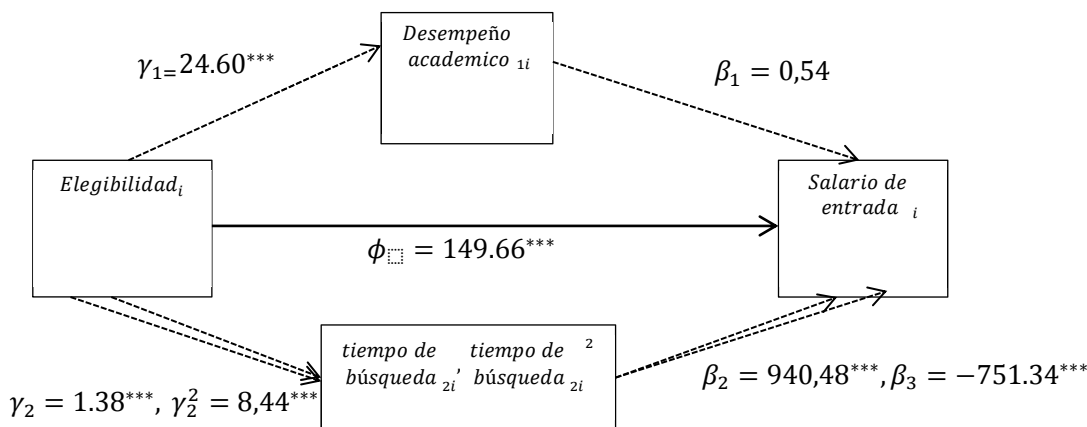 Desempeño
academico 1i
γ₁₌24.60***
β₁ = 0,54
Elegibilidadᵢ
Salario de
entrada ᵢ
ϕ⬚ = 149.66***
tiempo de búsqueda ₂ᵢ, tiempo de búsqueda ₂ᵢ ²
γ₂ = 1.38***, γ₂² = 8,44***
β₂ = 940,48***, β₃ = −751.34***